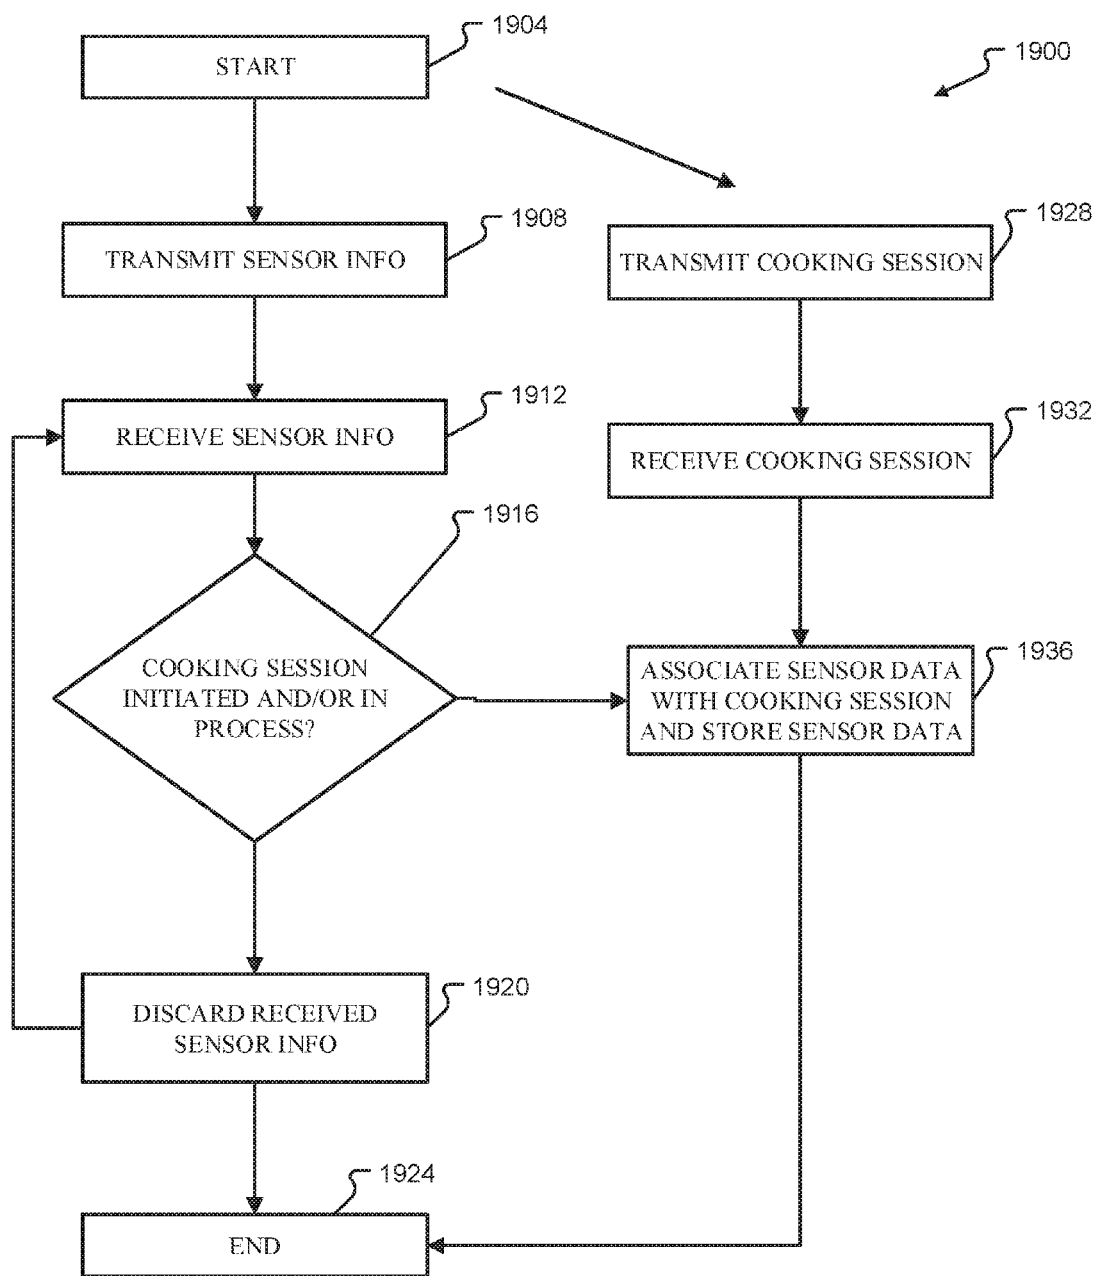 1904
START
1900
1908
TRANSMIT SENSOR INFO
1928
TRANSMIT COOKING SESSION
1912
RECEIVE SENSOR INFO
1932
RECEIVE COOKING SESSION
1916
COOKING SESSION
INITIATED AND/OR IN
PROCESS?
1936
ASSOCIATE SENSOR DATA
WITH COOKING SESSION
AND STORE SENSOR DATA
1920
DISCARD RECEIVED
SENSOR INFO
1924
END